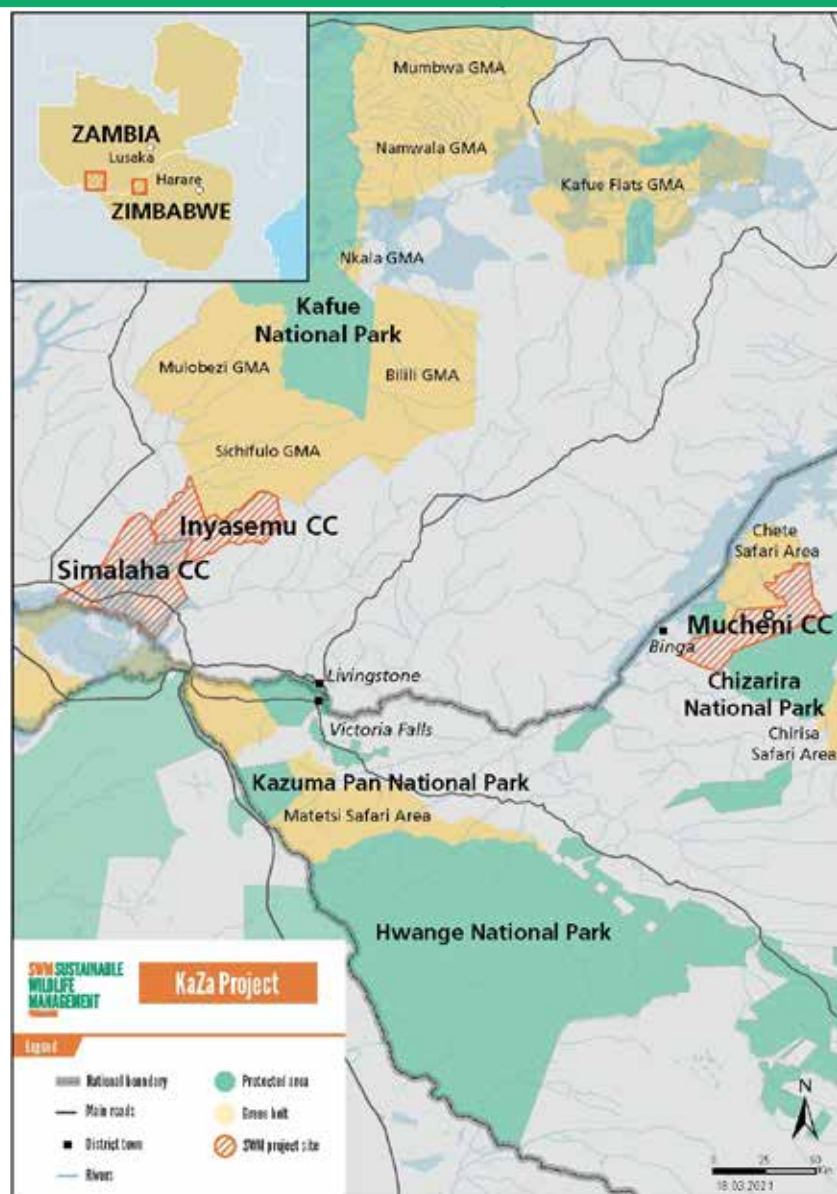 ZAMBIA
Lusaka
Harare
ZIMBABWE
Mumbwa GMA
Namwala GMA
Kafue Flats GMA
Nkala GMA
Kafue
National Park
Mulobezi GMA
Bilili GMA
Sichifulo GMA
Inyasemu CC
Simalaha CC
Chete
Safari Area
Mucheni CC
Binga
Chizarira
National Park
Chirisa
Safari Area
Livingstone
Victoria Falls
Kazuma Pan National Park
Matetsi Safari Area
Hwange National Park
SWM SUSTAINABLE
WILDLIFE
MANAGEMENT
KaZa Project
Legend
National boundary
Main roads
District town
Rivers
Protected area
Green belt
SWM project site
N
0 25 50
Km
18.03.2021